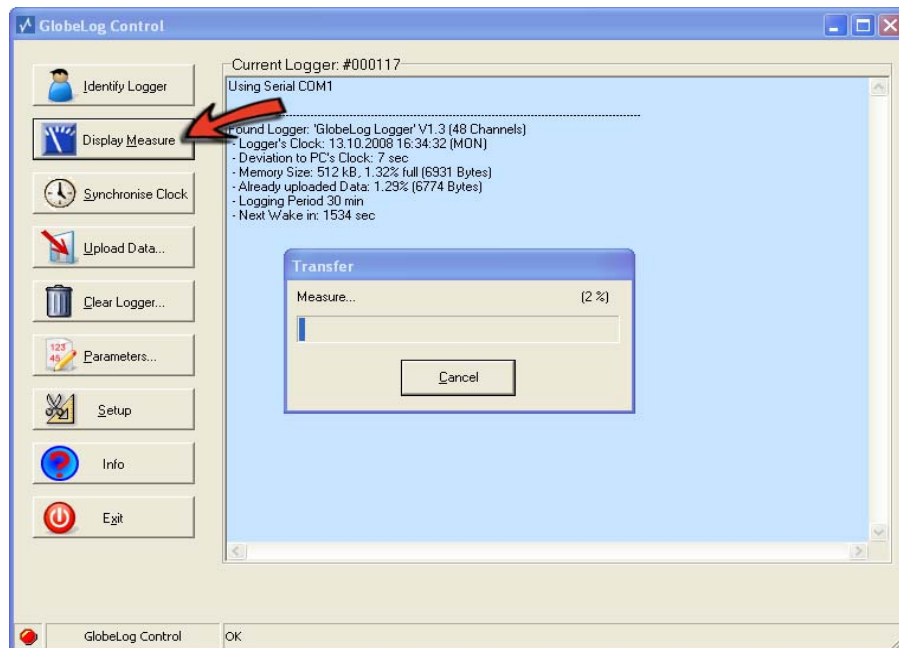 GlobeLog Control
Identify Logger
Display Measure
Synchronise Clock
Upload Data...
Clear Logger...
123
45
Parameters...
Setup
Info
Exit
Current Logger: #000117
Using Serial COM1
----------------------------------------------------------------
Found Logger: 'GlobeLog Logger' V1.3 (48 Channels)
- Logger's Clock: 13.10.2008 16:34:32 (MON)
- Deviation to PC's Clock: 7 sec
- Memory Size: 512 kB, 1.32% full (6931 Bytes)
- Already uploaded Data: 1.29% (6774 Bytes)
- Logging Period 30 min
- Next Wake in: 1534 sec
Transfer
Measure... (2 %)
Cancel
GlobeLog Control OK